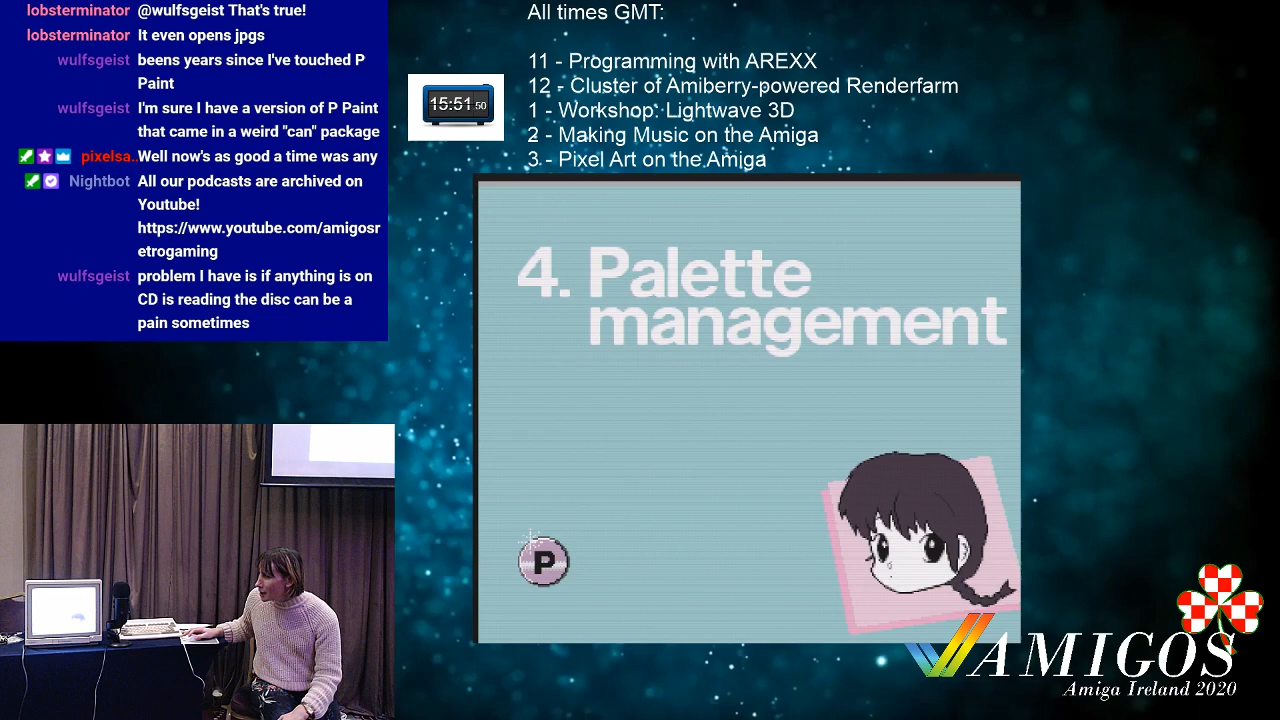 lobsterminator @wulfsgeist That's true!
lobsterminator It even opens jpgs
wulfsgeist beens years since I've touched P
Paint
wulfsgeist I'm sure I have a version of P Paint
that came in a weird "can" package
pixelsa.. Well now's as good a time was any
Nightbot All our podcasts are archived on
Youtube!
https://www.youtube.com/amigosr
etrogaming
wulfsgeist problem I have is if anything is on
CD is reading the disc can be a
pain sometimes
15:51 50
All times GMT:
11 - Programming with AREXX
12 - Cluster of Amiberry-powered Renderfarm
1 - Workshop: Lightwave 3D
2 - Making Music on the Amiga
3 - Pixel Art on the Amiga
4. Palette
management
P
AMIGOS
Amiga Ireland 2020